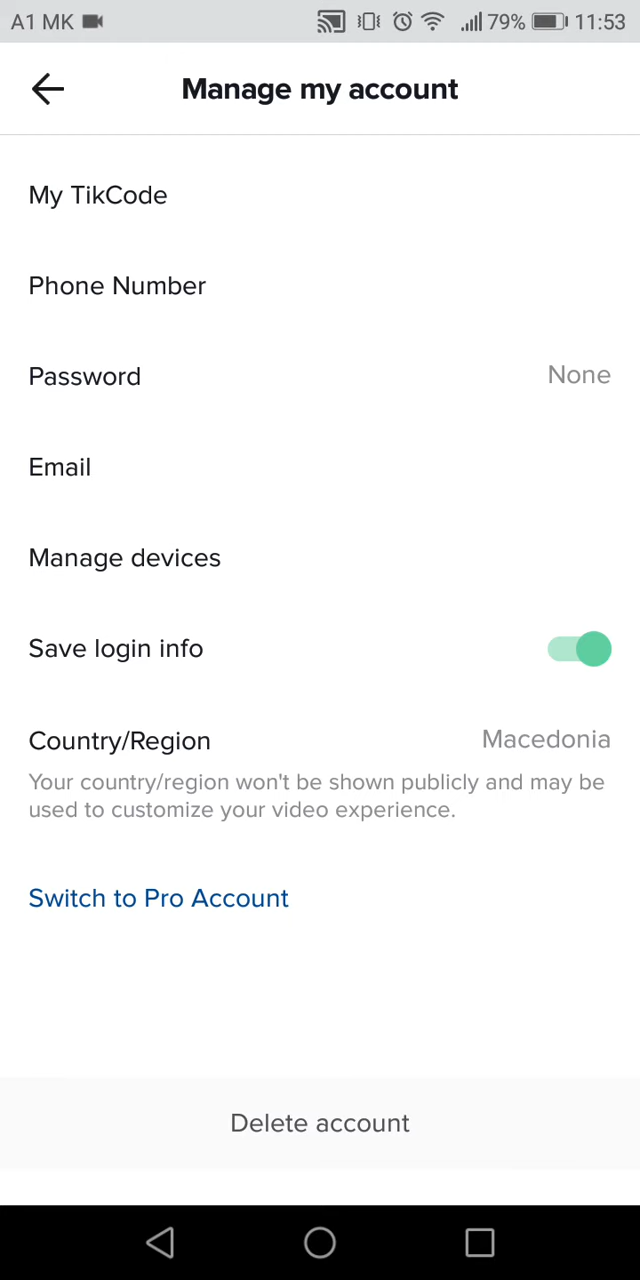 A1 MK 79% 11:53
Manage my account
My TikCode
Phone Number
Password None
Email
Manage devices
Save login info
Country/Region Macedonia
Your country/region won't be shown publicly and may be
used to customize your video experience.
Switch to Pro Account
Delete account